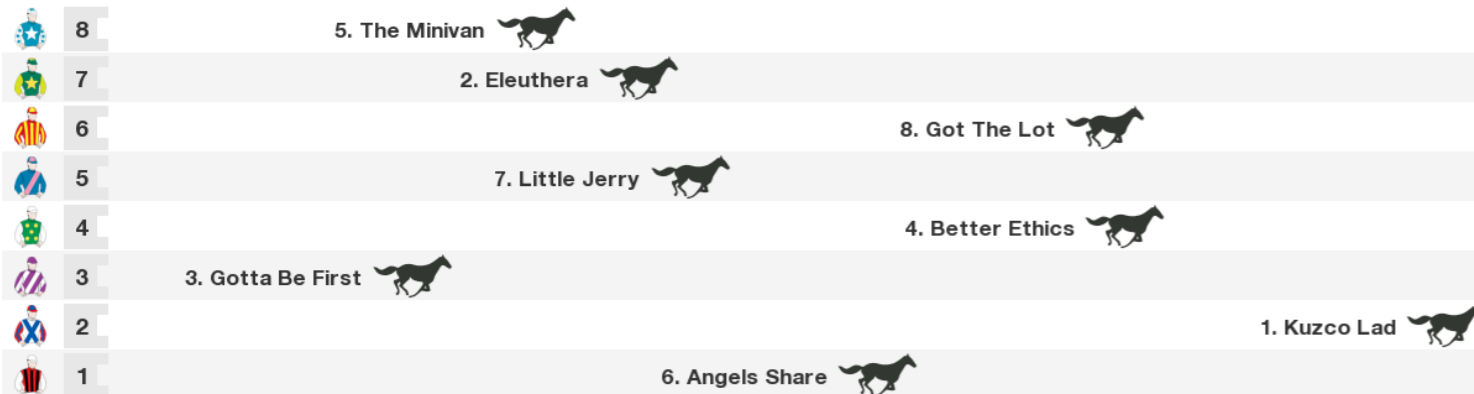 8 5. The Minivan
7 2. Eleuthera
6 8. Got The Lot
5 7. Little Jerry
4 4. Better Ethics
3 3. Gotta Be First
2 1. Kuzco Lad
1 6. Angels Share